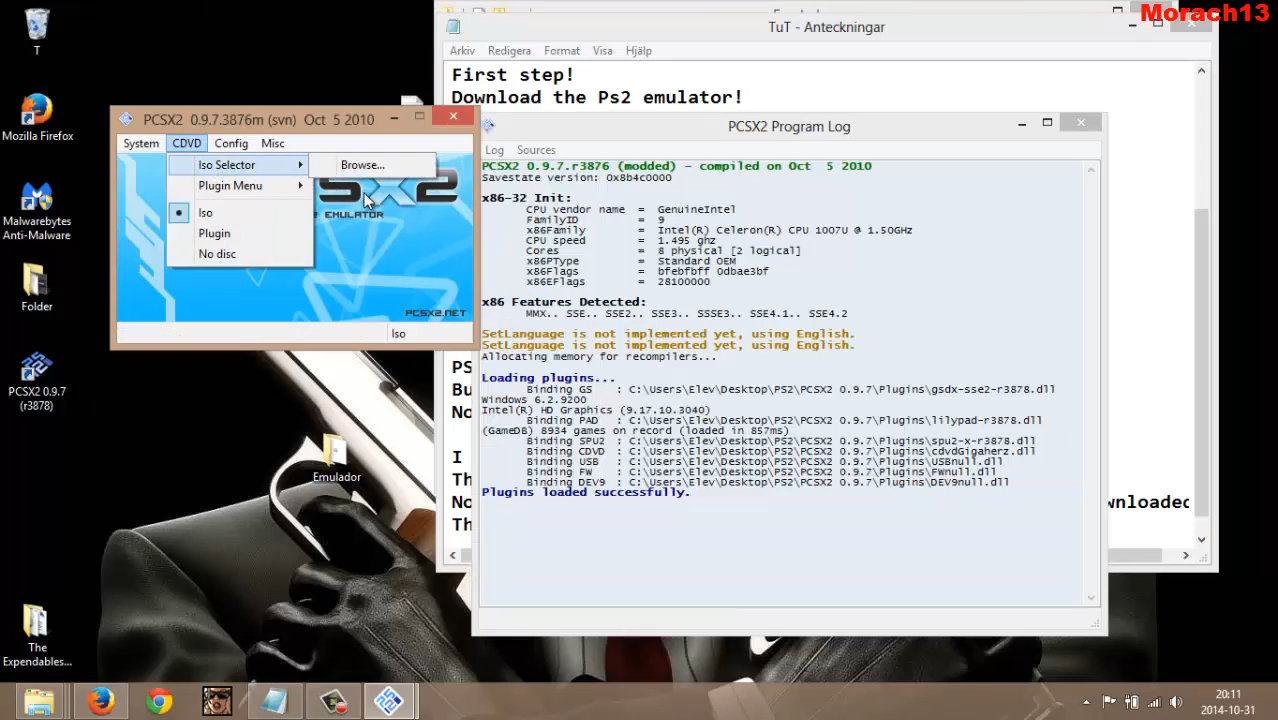 Morach13
T
Mozilla Firefox
Malwarebytes
Anti-Malware
Folder
PCSX2 0.9.7
(r3878)
Emulador
The
Expendables...
TuT - Anteckningar
Arkiv Redigera Format Visa Hjälp
First step!
Download the Ps2 emulator!
PS
Bu
No
I
Th
No
wnloaded
Th
PCSX2 0.9.7.3876m (svn) Oct 5 2010
System CDVD Config Misc
Iso Selector
Browse...
Plugin Menu
Iso
Plugin
No disc
SX2
EMULATOR
PCSX2.NET
Iso
PCSX2 Program Log
Log Sources
PCSX2 0.9.7.r3876 (modded) - compiled on Oct 5 2010
Savestate version: 0x8b4c0000
x86-32 Init:
CPU vendor name = GenuineIntel
FamilyID = 9
x86Family = Intel(R) Celeron(R) CPU 1007U @ 1.50GHz
CPU speed = 1.495 ghz
Cores = 8 physical [2 logical]
x86PType = Standard OEM
x86Flags = bfebfbff 0dbae3bf
x86EFlags = 28100000
x86 Features Detected:
MMX.. SSE.. SSE2.. SSE3.. SSSE3.. SSE4.1.. SSE4.2
SetLanguage is not implemented yet, using English.
SetLanguage is not implemented yet, using English.
Allocating memory for recompilers...
Loading plugins...
Binding GS : C:\Users\Elev\Desktop\PS2\PCSX2 0.9.7\Plugins\gsdx-sse2-r3878.dll
Windows 6.2.9200
Intel(R) HD Graphics (9.17.10.3040)
Binding PAD : C:\Users\Elev\Desktop\PS2\PCSX2 0.9.7\Plugins\lilypad-r3878.dll
(GameDB) 8934 games on record (loaded in 857ms)
Binding SPU2 : C:\Users\Elev\Desktop\PS2\PCSX2 0.9.7\Plugins\spu2-x-r3878.dll
Binding CDVD : C:\Users\Elev\Desktop\PS2\PCSX2 0.9.7\Plugins\cdvdGigaherz.dll
Binding USB : C:\Users\Elev\Desktop\PS2\PCSX2 0.9.7\Plugins\USBnull.dll
Binding FW : C:\Users\Elev\Desktop\PS2\PCSX2 0.9.7\Plugins\FWnull.dll
Binding DEV9 : C:\Users\Elev\Desktop\PS2\PCSX2 0.9.7\Plugins\DEV9null.dll
Plugins loaded successfully.
20:11
2014-10-31